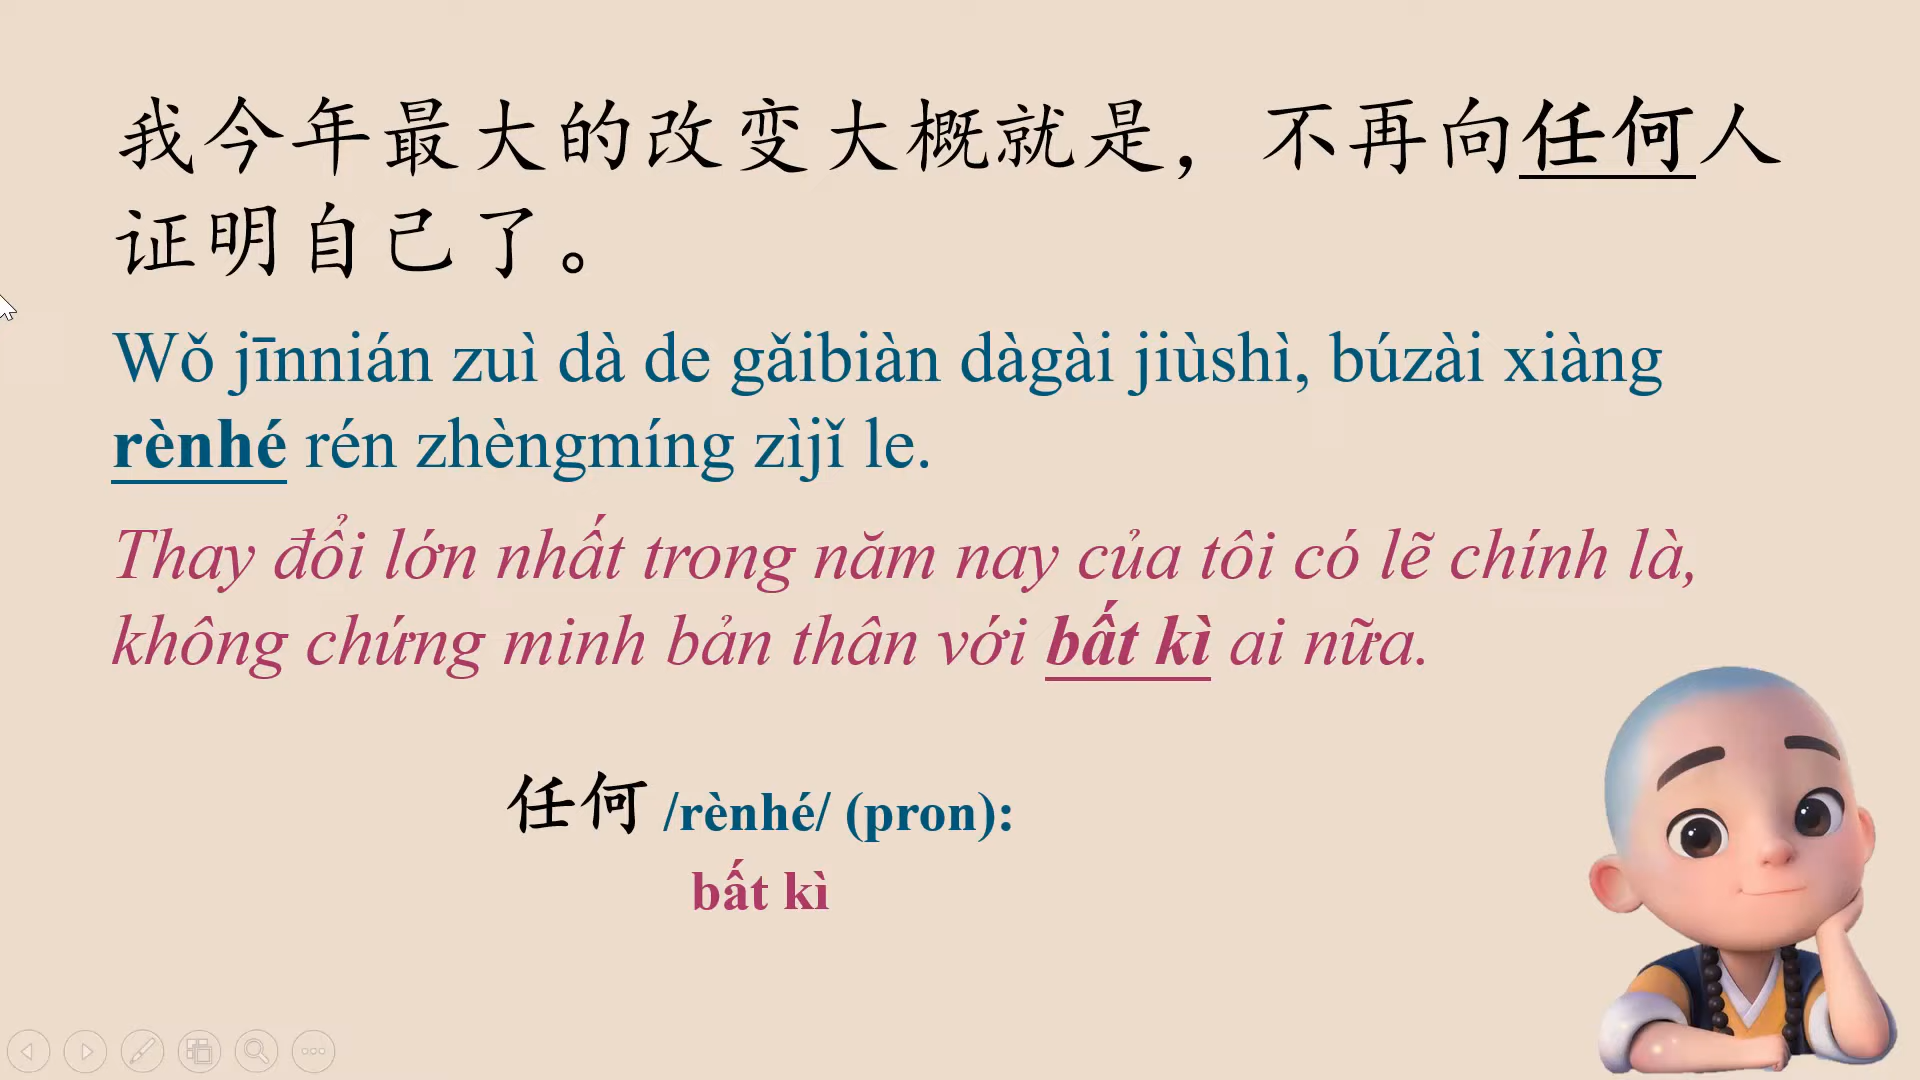 我今年最大的改变大概就是，不再向任何人
证明自己了。
Wǒ jīnnián zuì dà de gǎibiàn dàgài jiùshì, búzài xiàng
rènhé rén zhèngmíng zìjǐ le.
Thay đổi lớn nhất trong năm nay của tôi có lẽ chính là,
không chứng minh bản thân với bất kì ai nữa.
任何 /rènhé/ (pron):
bất kì